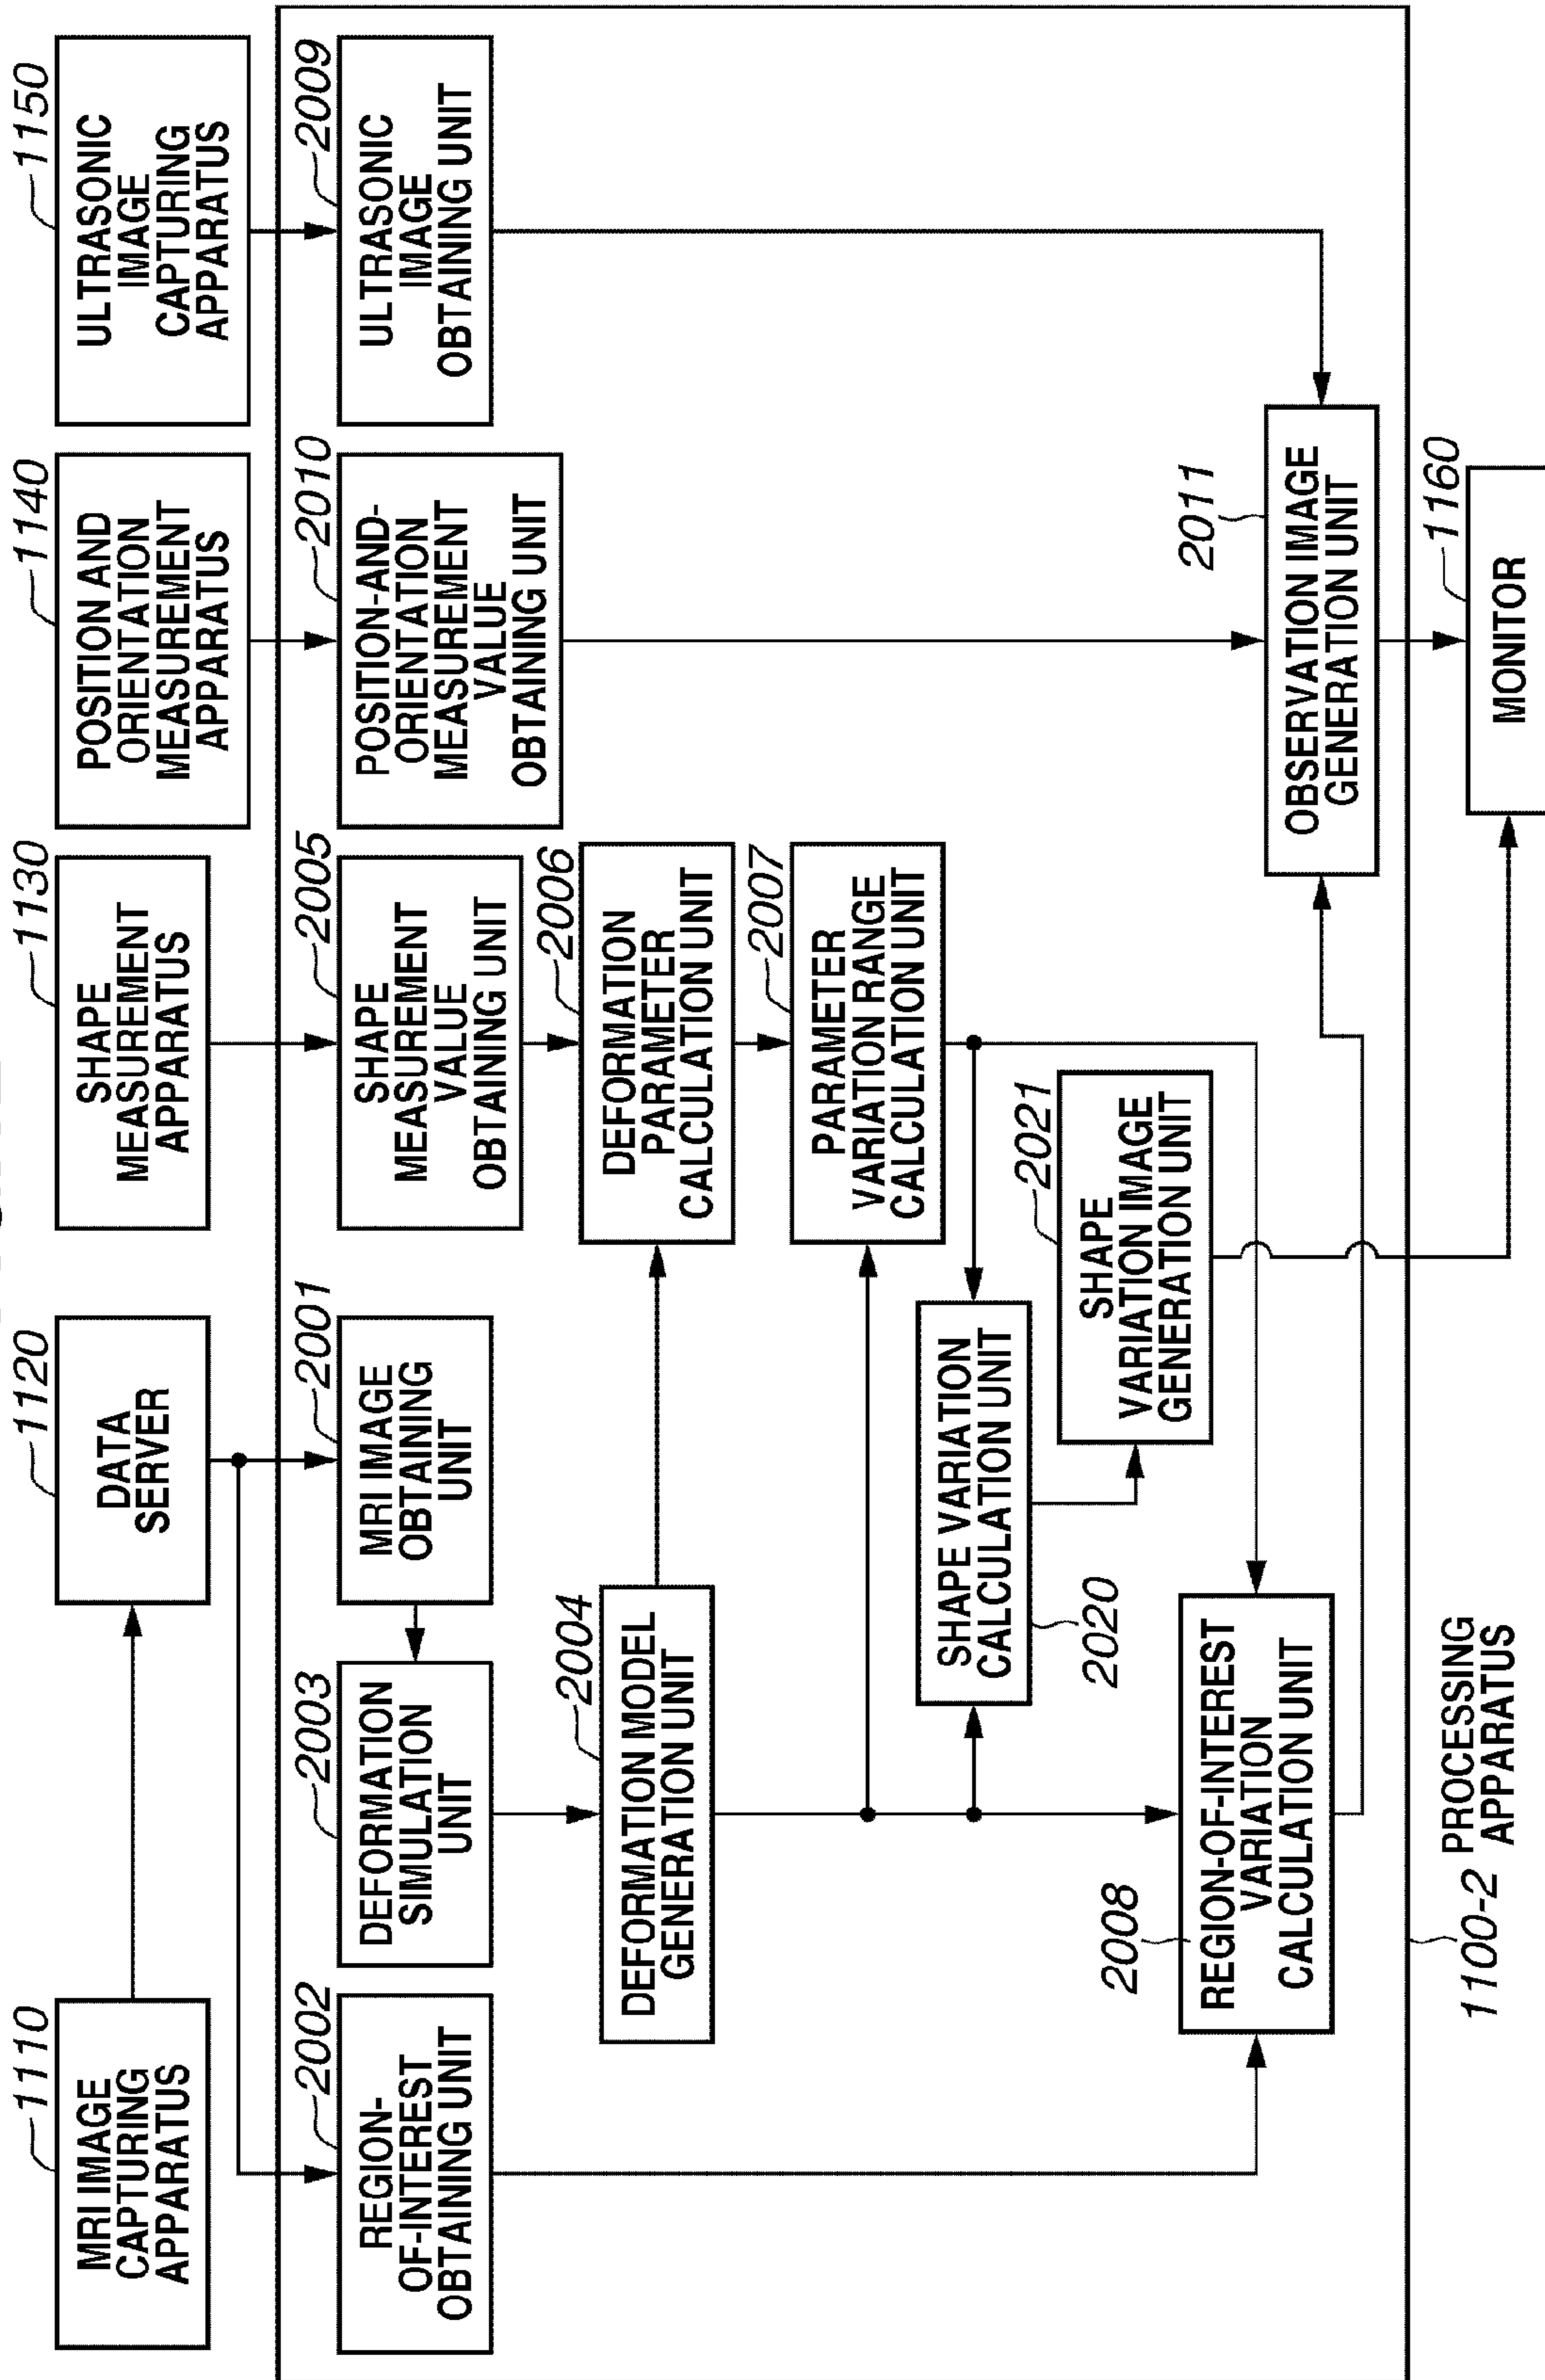 1110
MRI IMAGE
CAPTURING
APPARATUS
1120
DATA
SERVER
1130
SHAPE
MEASUREMENT
APPARATUS
1140
POSITION AND
ORIENTATION
MEASUREMENT
APPARATUS
1150
ULTRASONIC
IMAGE
CAPTURING
APPARATUS
2002
REGION-
OF-INTEREST
OBTAINING UNIT
2003
DEFORMATION
SIMULATION
UNIT
2001
MRI IMAGE
OBTAINING
UNIT
2005
SHAPE
MEASUREMENT
VALUE
OBTAINING UNIT
2010
POSITION-AND-
ORIENTATION
MEASUREMENT
VALUE
OBTAINING UNIT
2009
ULTRASONIC
IMAGE
OBTAINING UNIT
2004
DEFORMATION MODEL
GENERATION UNIT
2006
DEFORMATION
PARAMETER
CALCULATION UNIT
2007
PARAMETER
VARIATION RANGE
CALCULATION UNIT
SHAPE VARIATION
CALCULATION UNIT
2020
2021
SHAPE
VARIATION IMAGE
GENERATION UNIT
2008
REGION-OF-INTEREST
VARIATION
CALCULATION UNIT
2011
OBSERVATION IMAGE
GENERATION UNIT
1100-2
PROCESSING
APPARATUS
1160
MONITOR